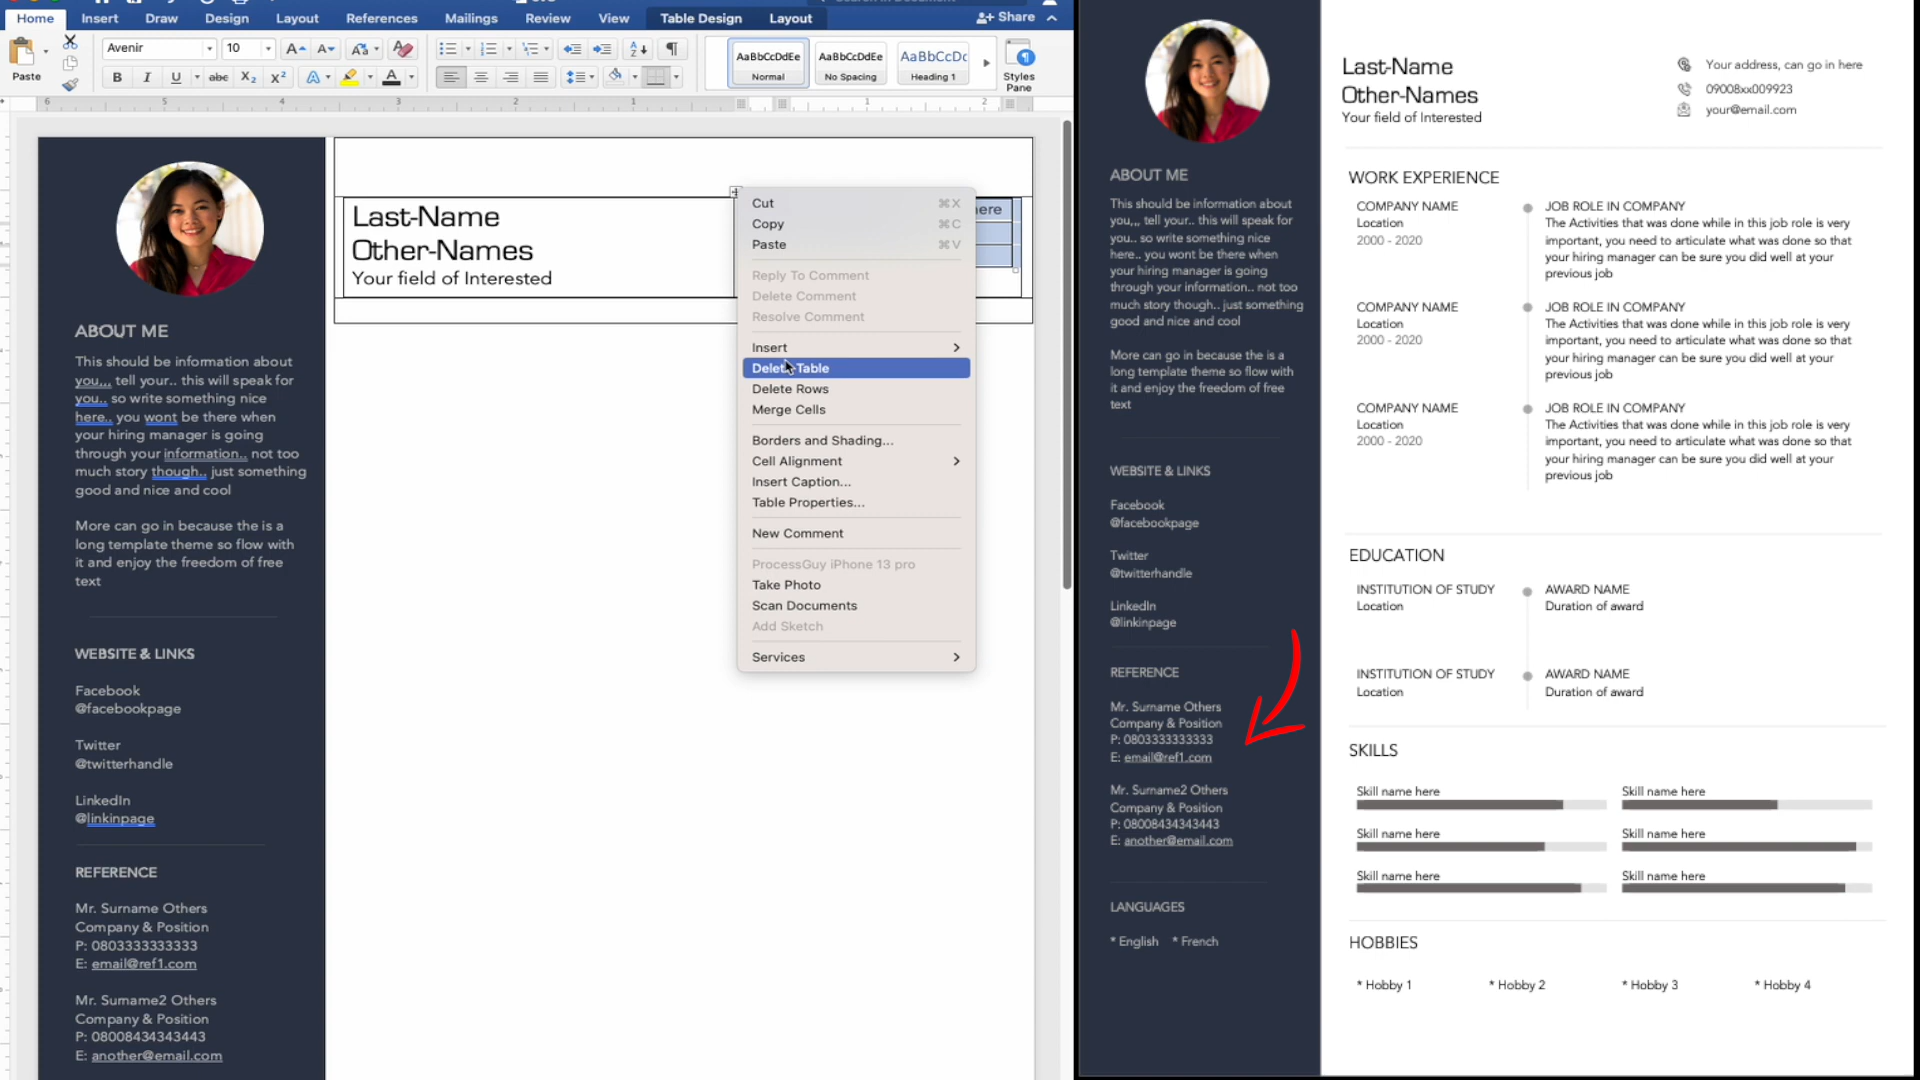 Home Insert Draw Design Layout References Mailings Review View Table Design Layout Share
Paste
Avenir 10
B I U abc X2 X2
AaBbCcDdEe AaBbCcDdEe AaBbCcDc
Normal No Spacing Heading 1
Styles
Pane
6 5 4 3 2 1 1 2
ABOUT ME
This should be information about
you,,, tell your.. this will speak for
you.. so write something nice
here.. you wont be there when
your hiring manager is going
through your information.. not too
much story though.. just something
good and nice and cool
More can go in because the is a
long template theme so flow with
it and enjoy the freedom of free
text
WEBSITE & LINKS
Facebook
@facebookpage
Twitter
@twitterhandle
LinkedIn
@linkinpage
REFERENCE
Mr. Surname Others
Company & Position
P: 0803333333333
E: email@ref1.com
Mr. Surname2 Others
Company & Position
P: 08008434343443
E: another@email.com
Last-Name
Other-Names
Your field of Interested
here
Cut ⌘X
Copy ⌘C
Paste ⌘V
Reply To Comment
Delete Comment
Resolve Comment
Insert
Delete Table
Delete Rows
Merge Cells
Borders and Shading...
Cell Alignment
Insert Caption...
Table Properties...
New Comment
ProcessGuy iPhone 13 pro
Take Photo
Scan Documents
Add Sketch
Services
ABOUT ME
This should be information about
you,,, tell your.. this will speak for
you.. so write something nice
here.. you wont be there when
your hiring manager is going
through your information.. not too
much story though.. just something
good and nice and cool
More can go in because the is a
long template theme so flow with
it and enjoy the freedom of free
text
WEBSITE & LINKS
Facebook
@facebookpage
Twitter
@twitterhandle
LinkedIn
@linkinpage
REFERENCE
Mr. Surname Others
Company & Position
P: 0803333333333
E: email@ref1.com
Mr. Surname2 Others
Company & Position
P: 08008434343443
E: another@email.com
LANGUAGES
* English * French
Last-Name
Other-Names
Your field of Interested
Your address, can go in here
09008xx009923
your@email.com
WORK EXPERIENCE
COMPANY NAME
Location
2000 - 2020
JOB ROLE IN COMPANY
The Activities that was done while in this job role is very
important, you need to articulate what was done so that
your hiring manager can be sure you did well at your
previous job
COMPANY NAME
Location
2000 - 2020
JOB ROLE IN COMPANY
The Activities that was done while in this job role is very
important, you need to articulate what was done so that
your hiring manager can be sure you did well at your
previous job
COMPANY NAME
Location
2000 - 2020
JOB ROLE IN COMPANY
The Activities that was done while in this job role is very
important, you need to articulate what was done so that
your hiring manager can be sure you did well at your
previous job
EDUCATION
INSTITUTION OF STUDY
Location
AWARD NAME
Duration of award
INSTITUTION OF STUDY
Location
AWARD NAME
Duration of award
SKILLS
Skill name here Skill name here
Skill name here Skill name here
Skill name here Skill name here
HOBBIES
* Hobby 1 * Hobby 2 * Hobby 3 * Hobby 4